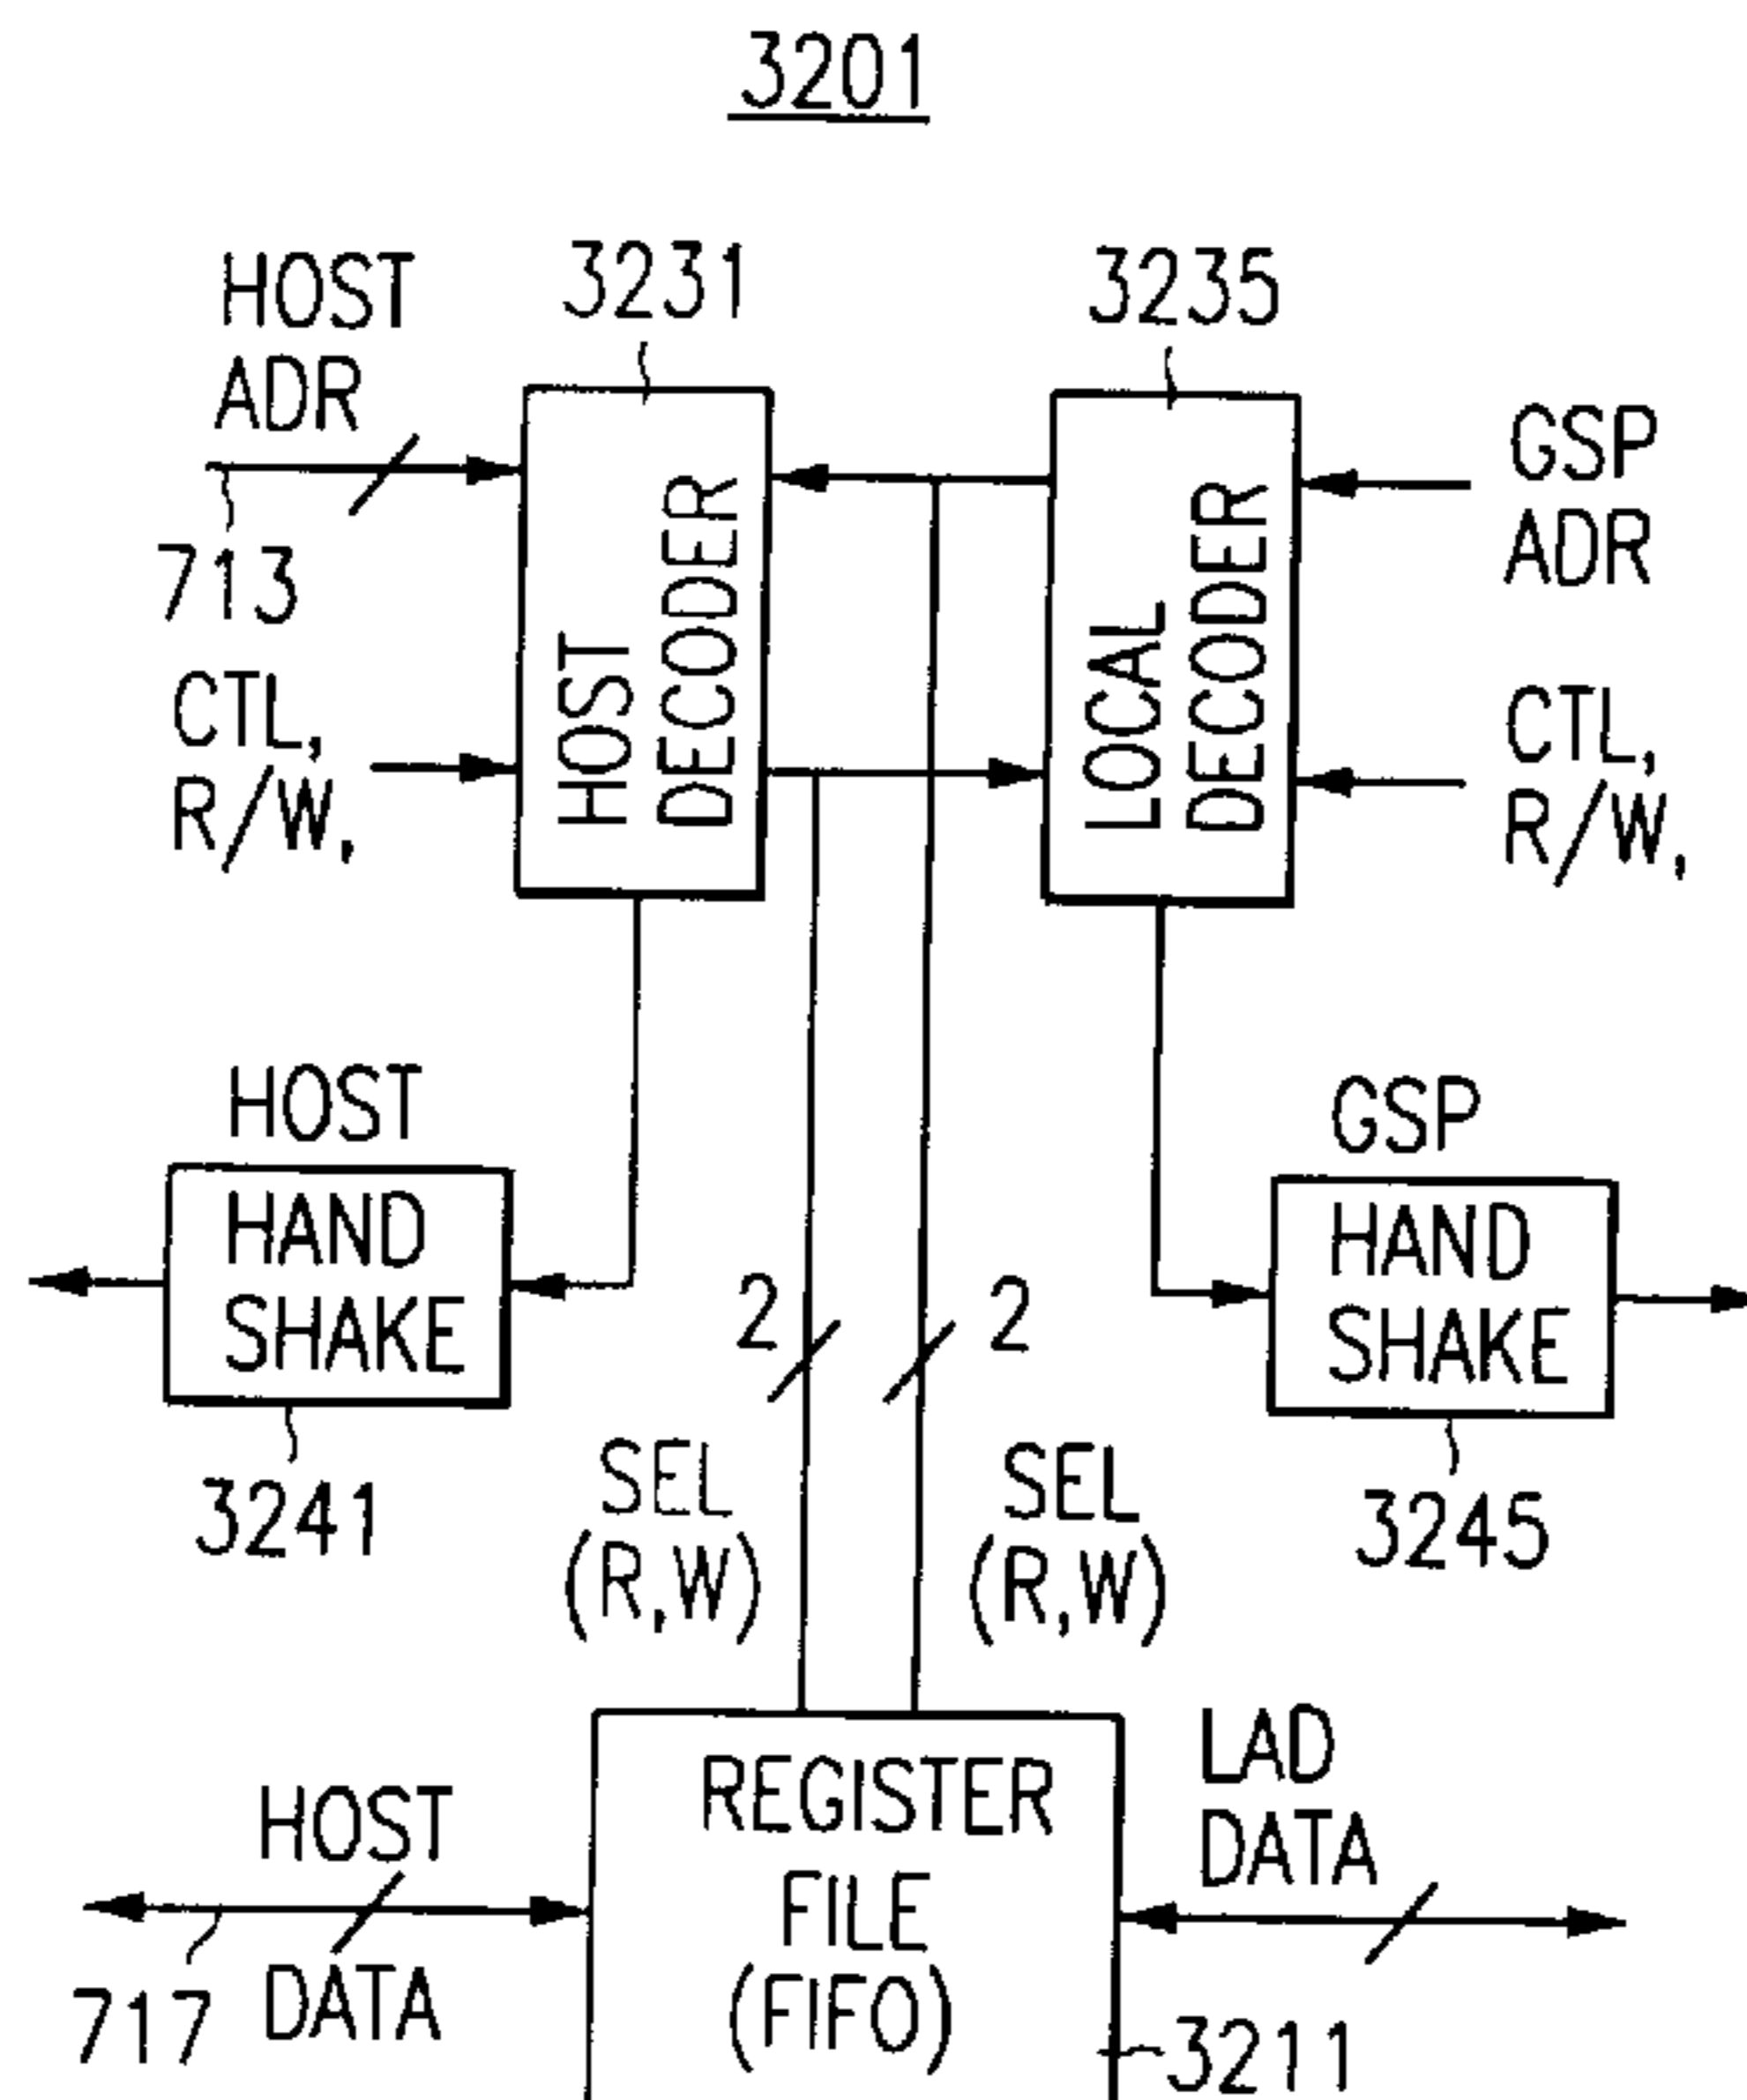 3201
HOST
ADR
713
3231
3235
GSP
ADR
CTL,
R/W,
HOST
DECODER
LOCAL
DECODER
CTL,
R/W,
HOST
HAND
SHAKE
3241
2
2
GSP
HAND
SHAKE
3245
SEL
(R,W)
SEL
(R,W)
HOST
DATA
717
REGISTER
FILE
(FIFO)
LAD
DATA
3211